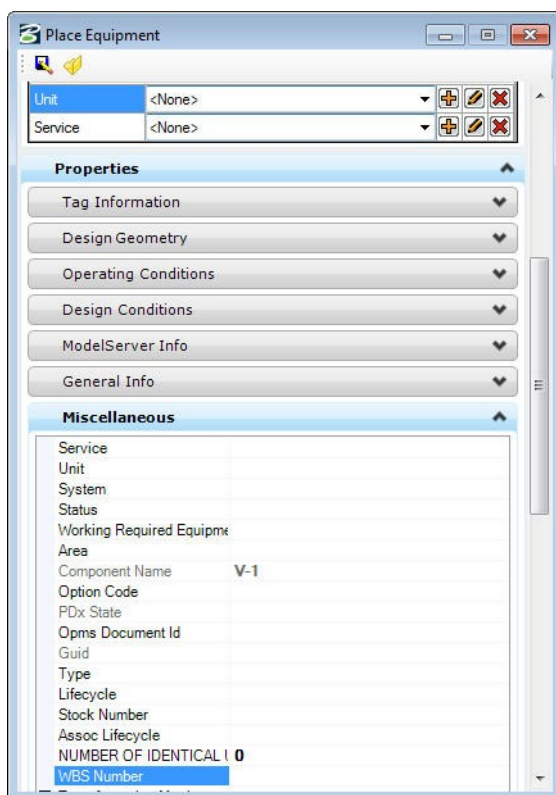 Place Equipment
Unit <None>
Service <None>
Properties
Tag Information
Design Geometry
Operating Conditions
Design Conditions
ModelServer Info
General Info
Miscellaneous
Service
Unit
System
Status
Working Required Equipme
Area
Component Name V-1
Option Code
PDx State
Opms Document Id
Guid
Type
Lifecycle
Stock Number
Assoc Lifecycle
NUMBER OF IDENTICAL 0
WBS Number